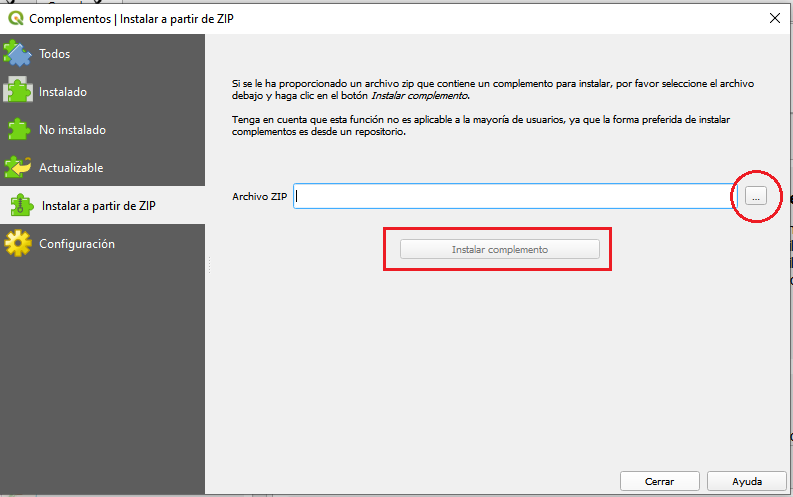 Complementos | Instalar a partir de ZIP
Todos
Instalado
No instalado
Actualizable
Instalar a partir de ZIP
Configuración
Si se le ha proporcionado un archivo zip que contiene un complemento para instalar, por favor seleccione el archivo
debajo y haga clic en el botón Instalar complemento.
Tenga en cuenta que esta función no es aplicable a la mayoría de usuarios, ya que la forma preferida de instalar
complementos es desde un repositorio.
Archivo ZIP
...
Instalar complemento
Cerrar
Ayuda